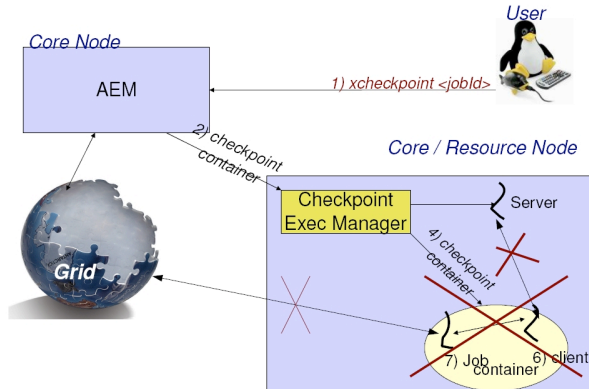 User
Core Node
AEM
1) xcheckpoint <jobId>
2) checkpoint
container
Core / Resource Node
Checkpoint
Exec Manager
Server
4) checkpoint
container
Grid
7) Job
container
6) client